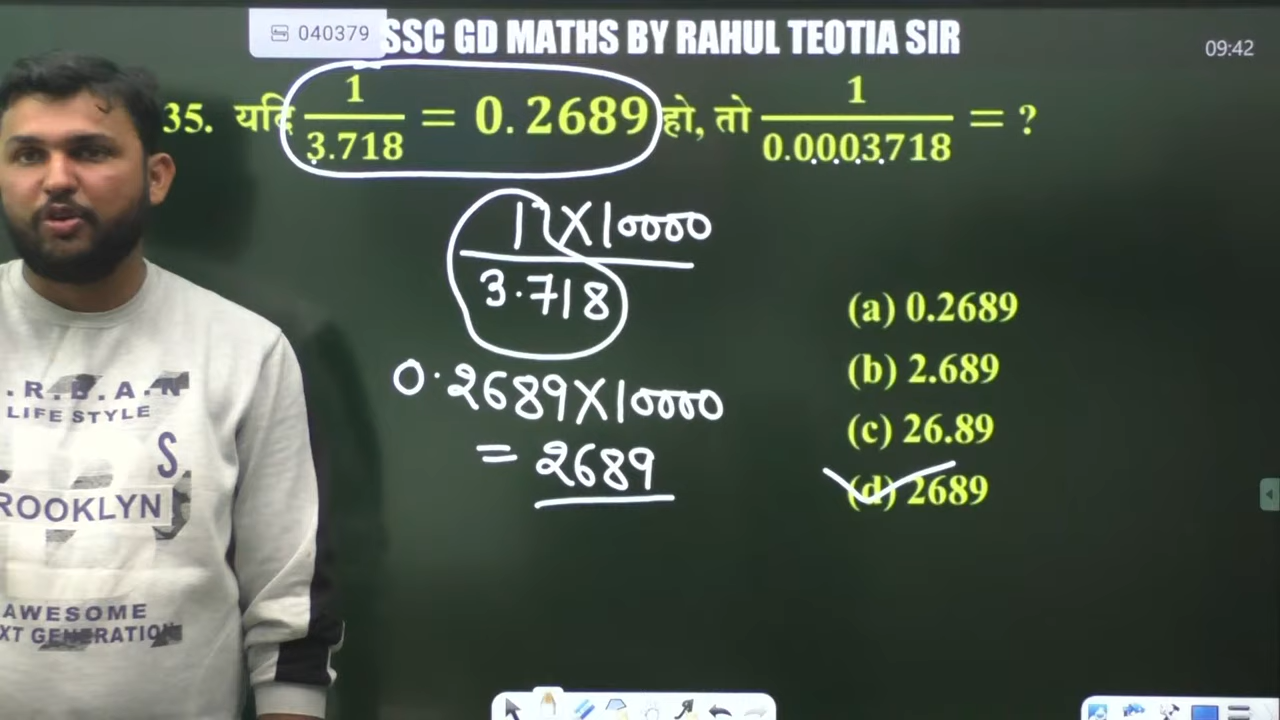 040379
SSC GD MATHS BY RAHUL TEOTIA SIR
09:42
35. यदि 1/3.718 = 0.2689 हो, तो 1/0.0003718 = ?
1 × 10000
3.718
0.2689 × 10000
= 2689
(a) 0.2689
(b) 2.689
(c) 26.89
(d) 2689
.R.B.A.N
LIFE STYLE
S
ROOKLYN
AWESOME
XT GENERATION